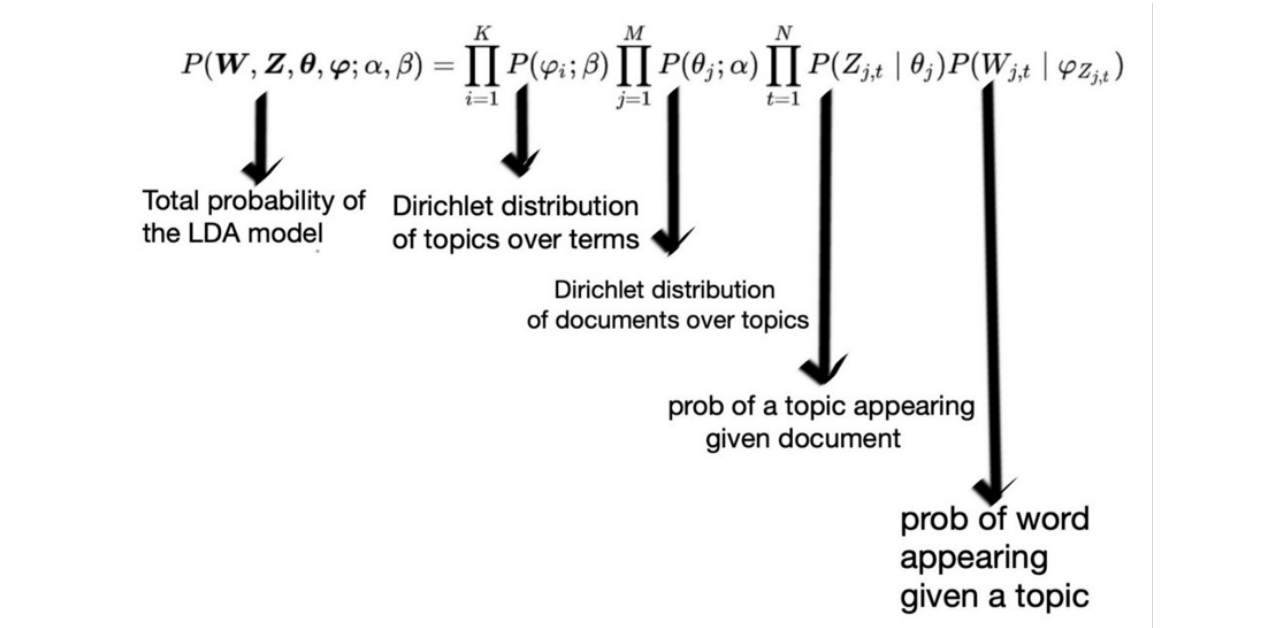 P(W, Z, θ, φ; α, β) = ∏_{i=1}^{K} P(φ_i; β) ∏_{j=1}^{M} P(θ_j; α) ∏_{t=1}^{N} P(Z_{j,t} | θ_j)P(W_{j,t} | φ_{Z_{j,t}})
Total probability of
the LDA model
Dirichlet distribution
of topics over terms
Dirichlet distribution
of documents over topics
prob of a topic appearing
given document
prob of word
appearing
given a topic